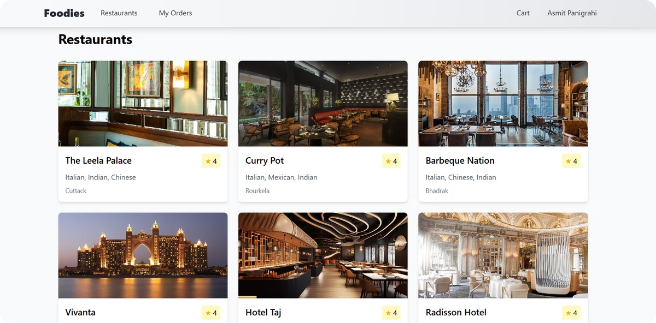 Foodies Restaurants My Orders Cart Asmit Panigrahi
Restaurants
The Leela Palace ★ 4
Italian, Indian, Chinese
Cuttack
Curry Pot ★ 4
Italian, Mexican, Indian
Rourkela
Barbeque Nation ★ 4
Italian, Chinese, Indian
Bhadrak
Vivanta ★ 4
Hotel Taj ★ 4
Radisson Hotel ★ 4